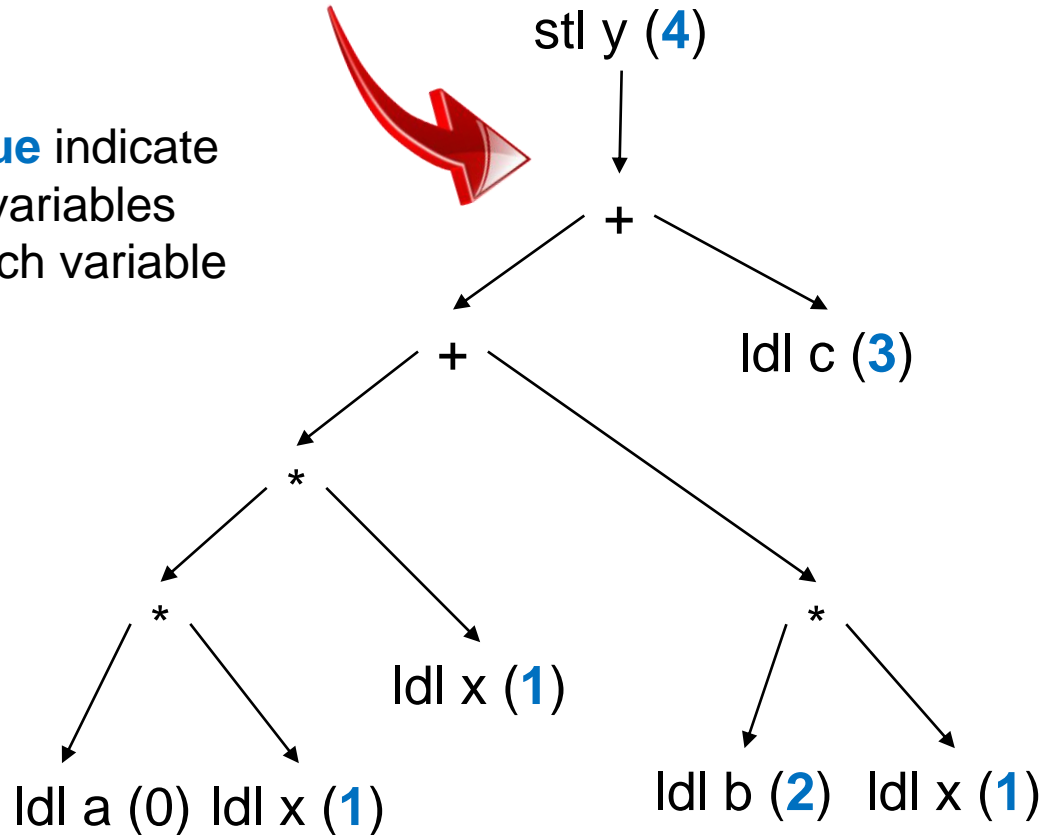 stl y (4)
ue indicate
variables
ch variable
+
+
ldl c (3)
*
*
*
ldl x (1)
ldl a (0) ldl x (1)
ldl b (2) ldl x (1)